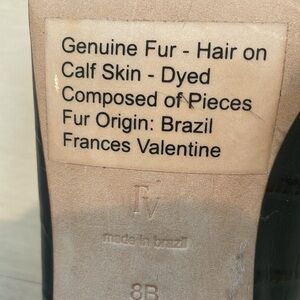 Genuine Fur - Hair on
Calf Skin - Dyed
Composed of Pieces
Fur Origin: Brazil
Frances Valentine
FV
made in brazil
8B